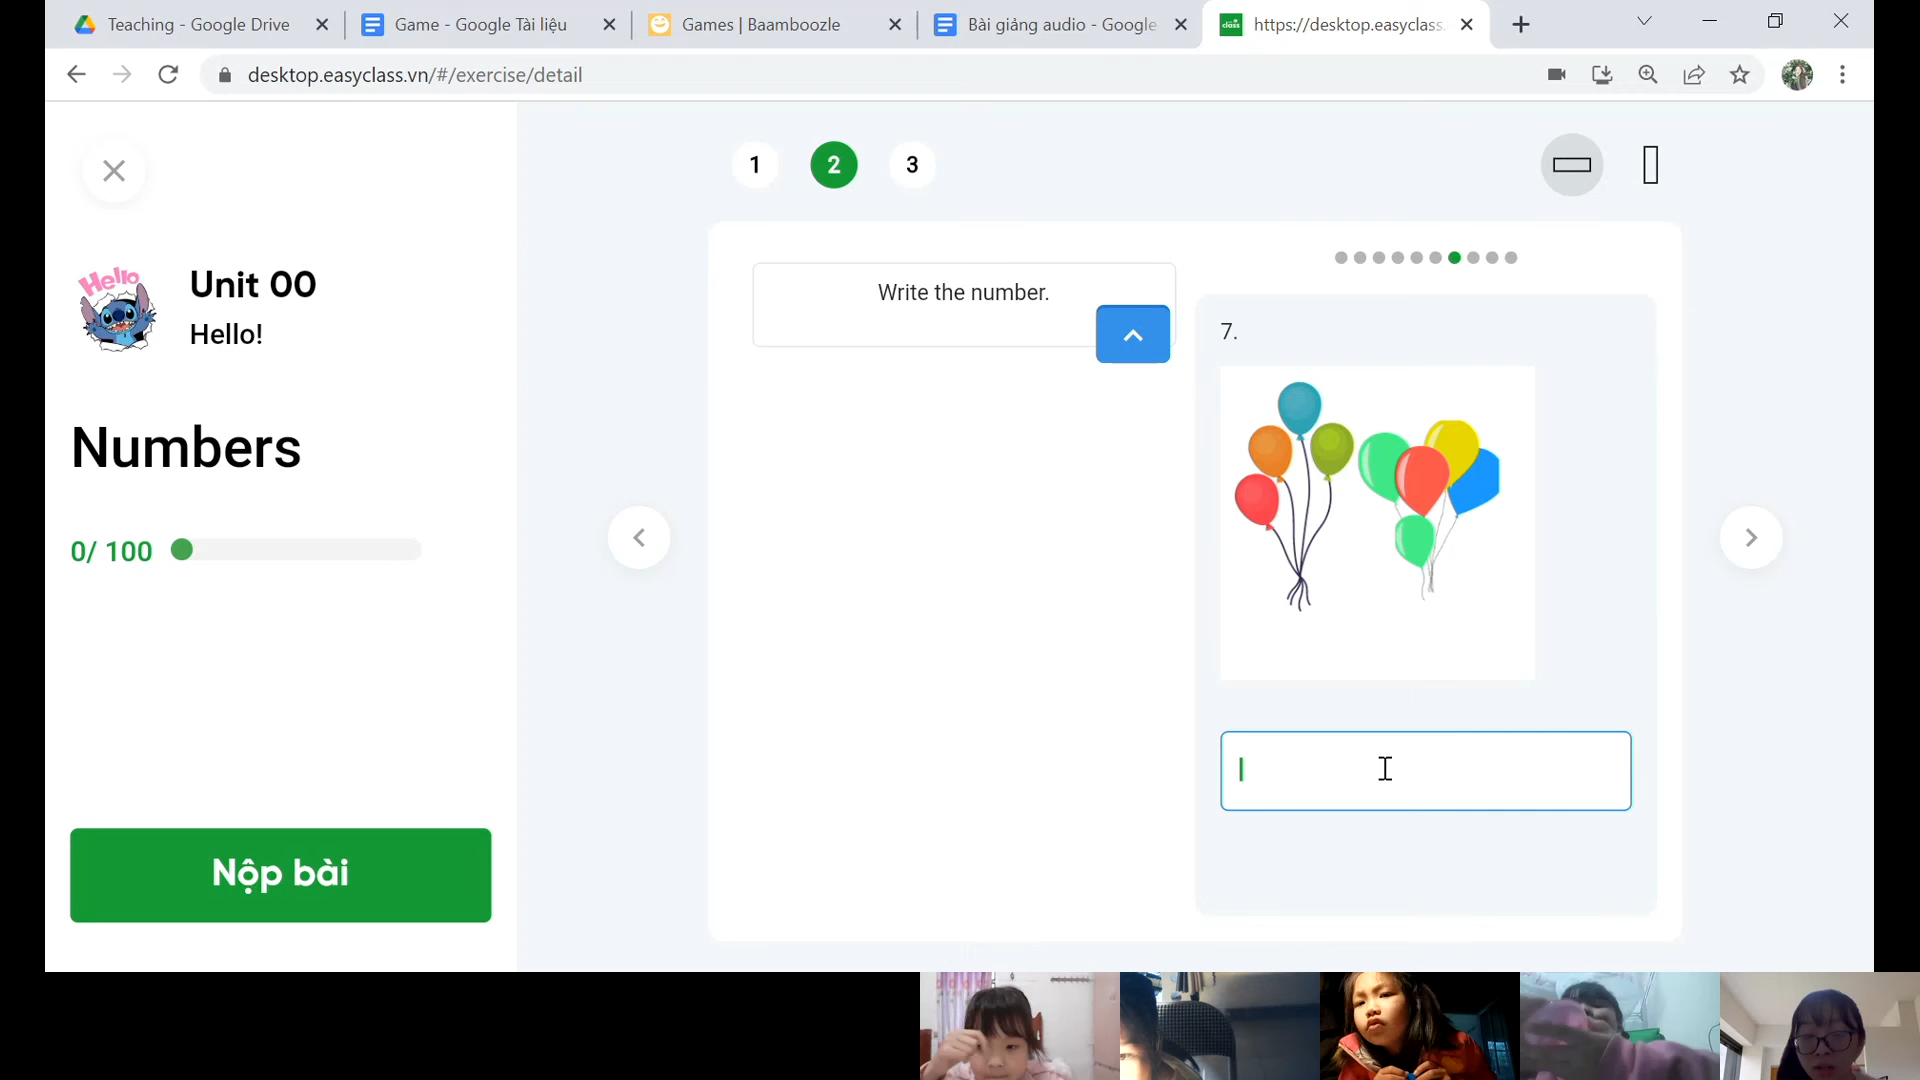 Teaching - Google Drive
Game - Google Tài liệu
Games | Baamboozle
Bài giảng audio - Google
https://desktop.easyclass.
desktop.easyclass.vn/#/exercise/detail
1 2 3
Hello
Unit 00
Hello!
Numbers
0/ 100
Nộp bài
Write the number.
7.